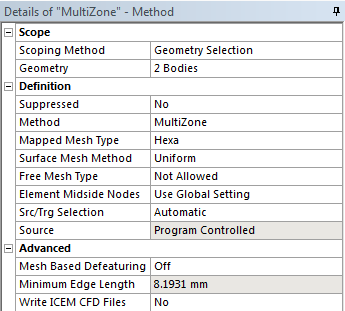 Details of "MultiZone" - Method
Scope
Scoping Method Geometry Selection
Geometry 2 Bodies
Definition
Suppressed No
Method MultiZone
Mapped Mesh Type Hexa
Surface Mesh Method Uniform
Free Mesh Type Not Allowed
Element Midside Nodes Use Global Setting
Src/Trg Selection Automatic
Source Program Controlled
Advanced
Mesh Based Defeaturing Off
Minimum Edge Length 8.1931 mm
Write ICEM CFD Files No